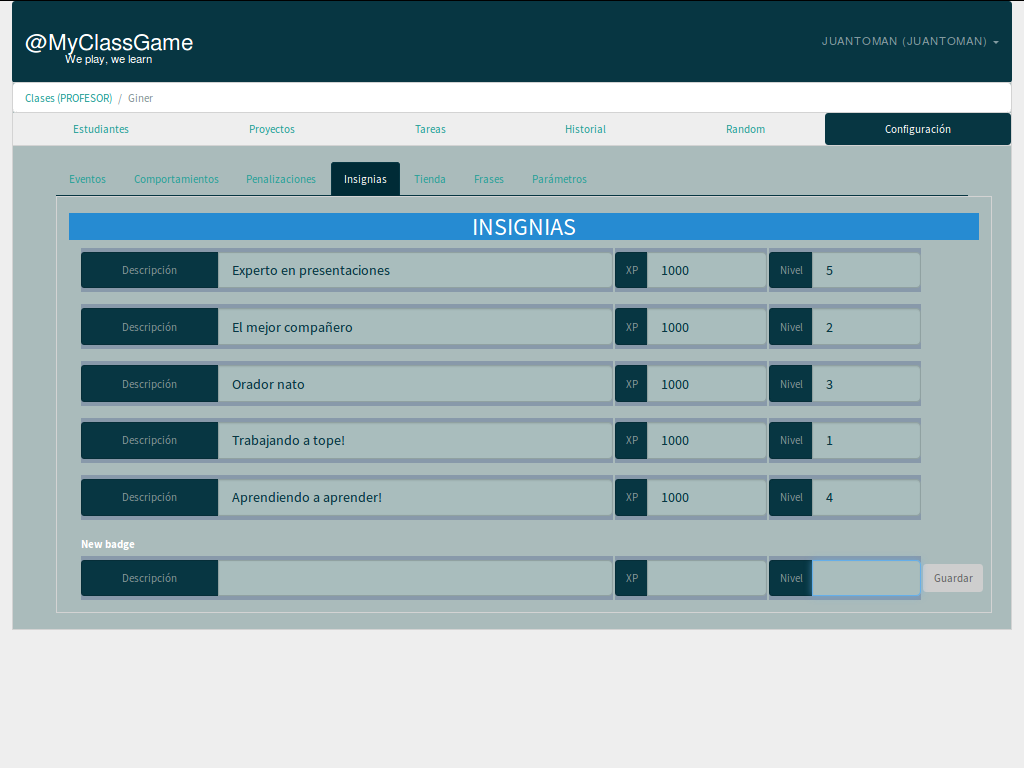 @MyClassGame
We play, we learn
JUANTOMAN (JUANTOMAN)
Clases (PROFESOR) / Giner
Estudiantes Proyectos Tareas Historial Random Configuración
Eventos Comportamientos Penalizaciones Insignias Tienda Frases Parámetros
INSIGNIAS
Descripción Experto en presentaciones XP 1000 Nivel 5
Descripción El mejor compañero XP 1000 Nivel 2
Descripción Orador nato XP 1000 Nivel 3
Descripción Trabajando a tope! XP 1000 Nivel 1
Descripción Aprendiendo a aprender! XP 1000 Nivel 4
New badge
Descripción XP Nivel Guardar